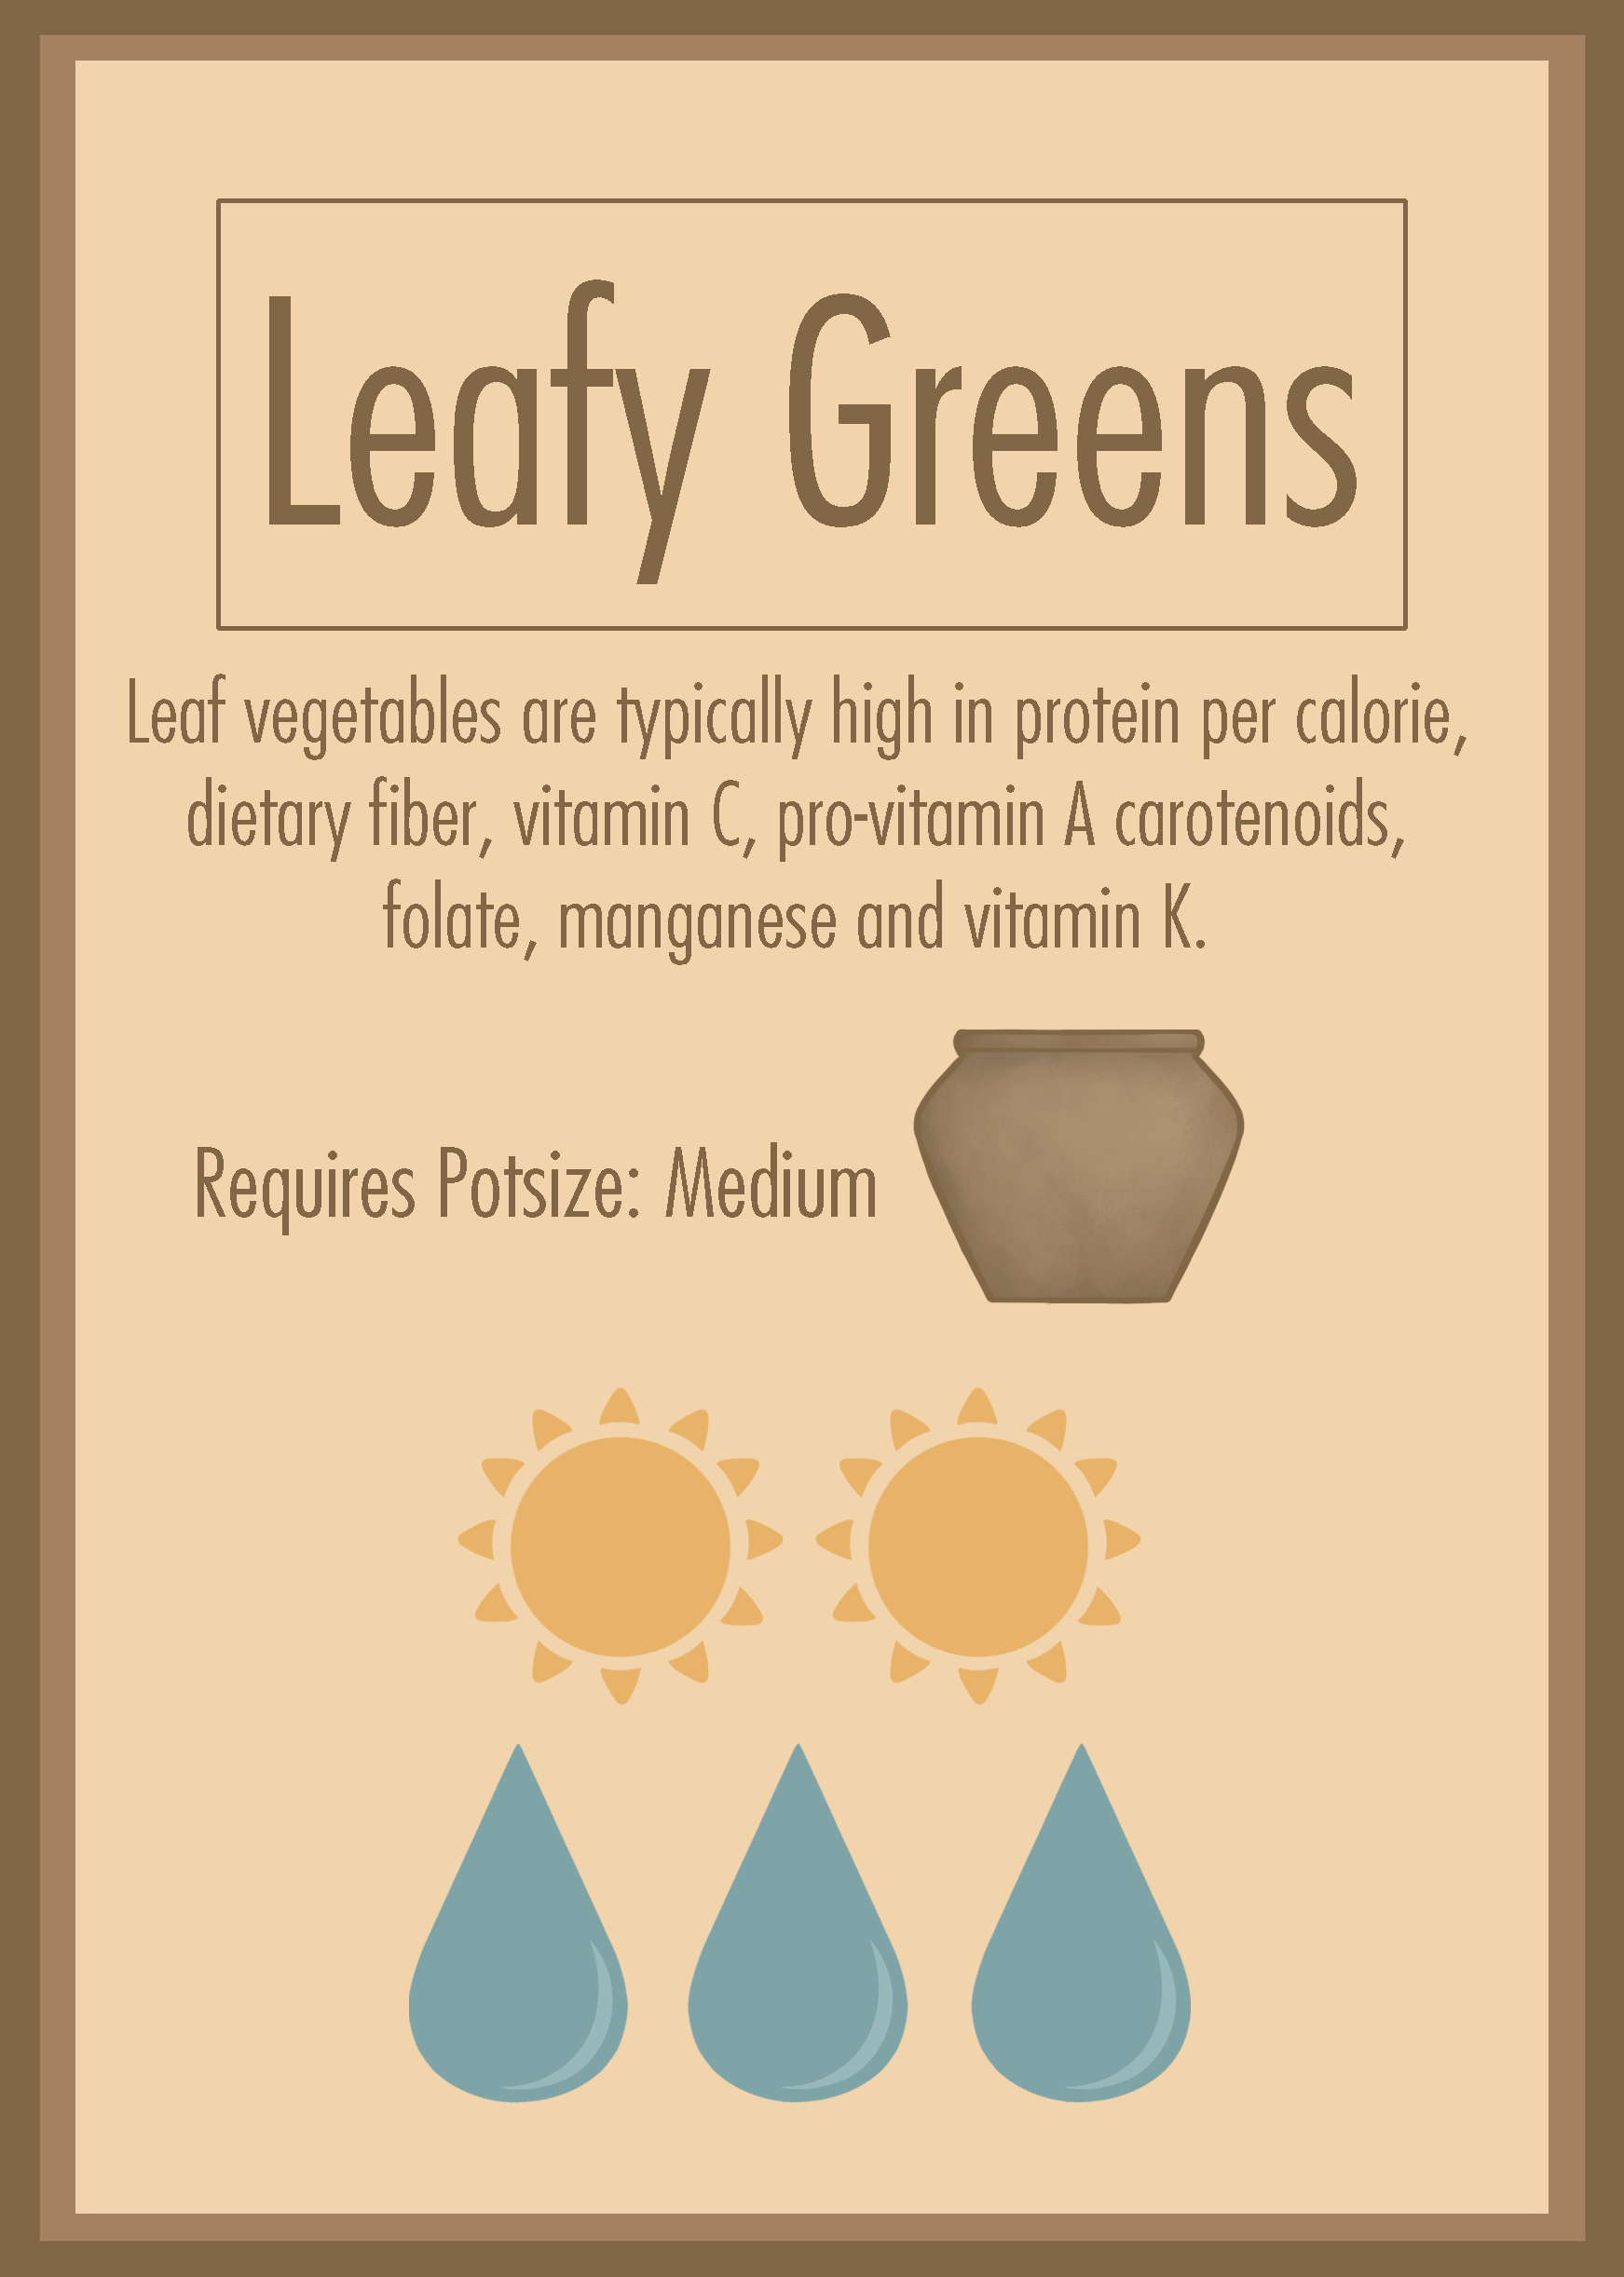 Leafy Greens
Leaf vegetables are typically high in protein per calorie,
dietary fiber, vitamin C, pro-vitamin A carotenoids,
folate, manganese and vitamin K.
Requires Potsize: Medium